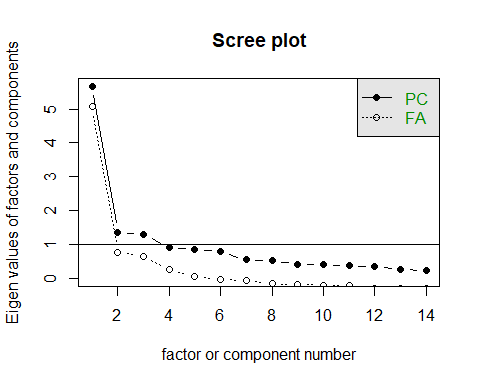 Scree plot
PC
FA
Eigen values of factors and components
5
4
3
2
1
0
2 4 6 8 10 12 14
factor or component number